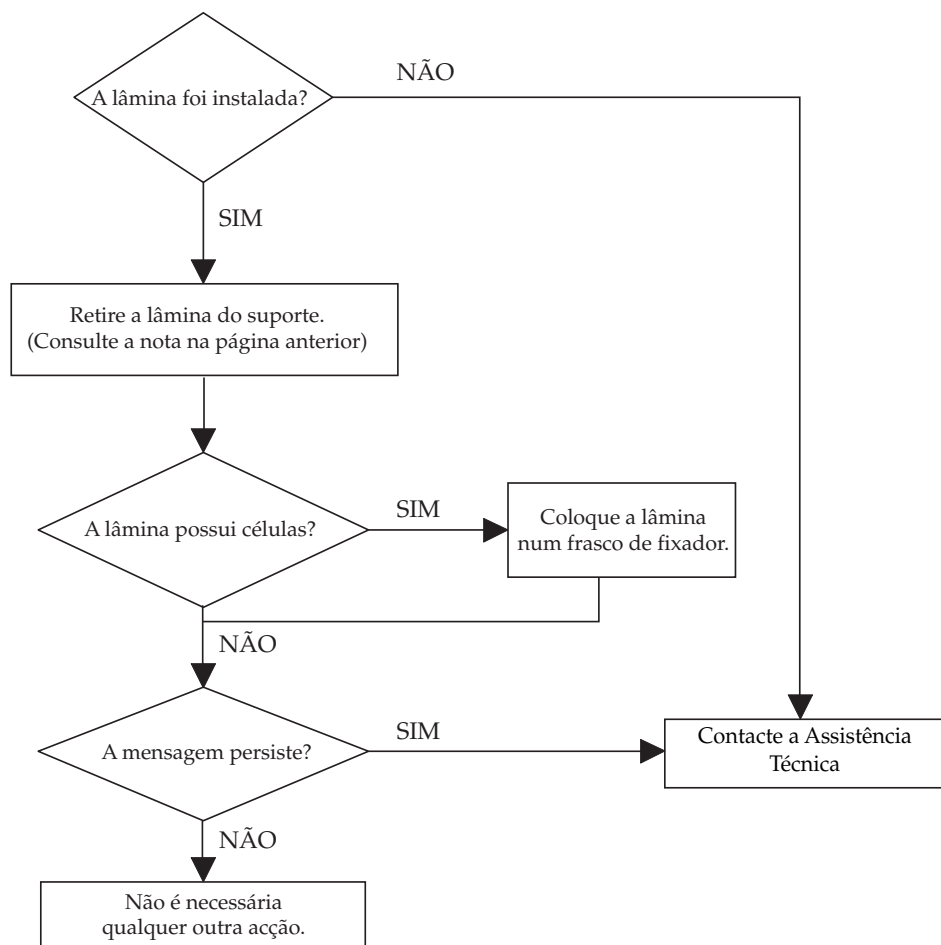 A lâmina foi instalada?
NÃO
SIM
Retire a lâmina do suporte.
(Consulte a nota na página anterior)
A lâmina possui células?
SIM
Coloque a lâmina
num frasco de fixador.
NÃO
A mensagem persiste?
SIM
Contacte a Assistência
Técnica
NÃO
Não é necessária
qualquer outra acção.